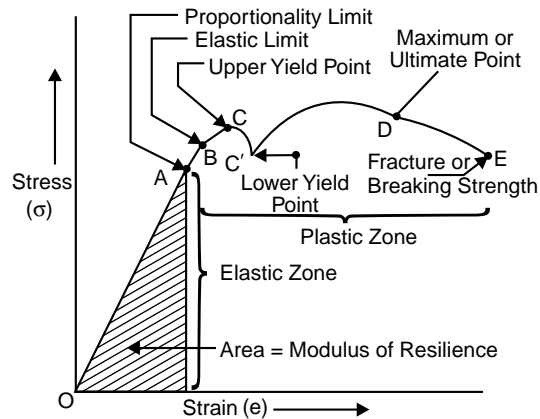 Proportionality Limit
Elastic Limit
Upper Yield Point
Maximum or
Ultimate Point
C
B
A
C'
D
E
Stress
(σ)
Lower Yield
Point
Fracture or
Breaking Strength
Plastic Zone
Elastic Zone
Area = Modulus of Resilience
O
Strain (e)